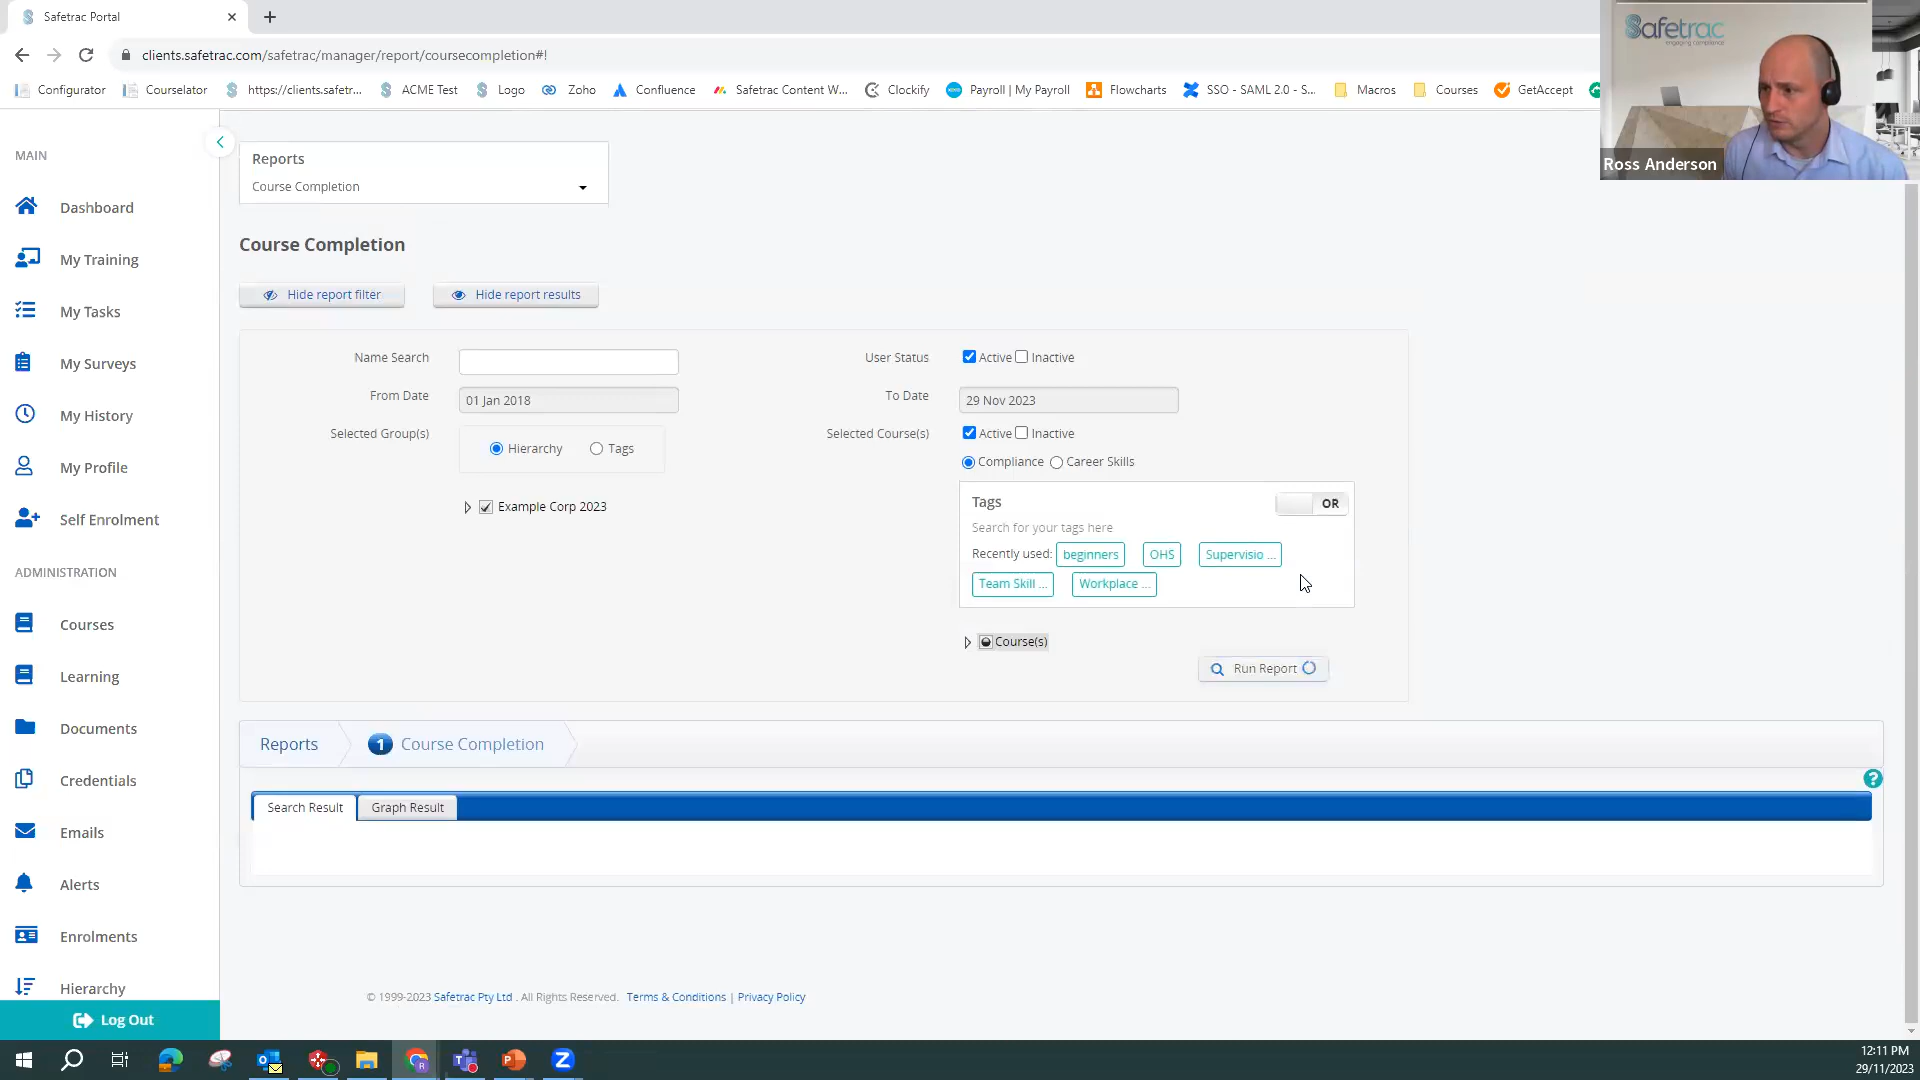 Safetrac Portal
clients.safetrac.com/safetrac/manager/report/coursecompletion#!
Configurator Courselator https://clients.safetr... ACME Test Logo Zoho Confluence Safetrac Content W... Clockify Payroll | My Payroll Flowcharts SSO - SAML 2.0 - S... Macros Courses GetAccept
Safetrac
engaging compliance
Ross Anderson
MAIN
Dashboard
My Training
My Tasks
My Surveys
My History
My Profile
Self Enrolment
ADMINISTRATION
Courses
Learning
Documents
Credentials
Emails
Alerts
Enrolments
Hierarchy
Log Out
Reports
Course Completion
Course Completion
Hide report filter Hide report results
Name Search User Status Active Inactive
From Date 01 Jan 2018 To Date 29 Nov 2023
Selected Group(s) Hierarchy Tags Selected Course(s) Active Inactive
Compliance Career Skills
Example Corp 2023
Tags OR
Search for your tags here
Recently used: beginners OHS Supervisio ...
Team Skill ... Workplace ...
Course(s)
Run Report
Reports 1 Course Completion
?
Search Result Graph Result
© 1999-2023 Safetrac Pty Ltd . All Rights Reserved. Terms & Conditions | Privacy Policy
12:11 PM
29/11/2023